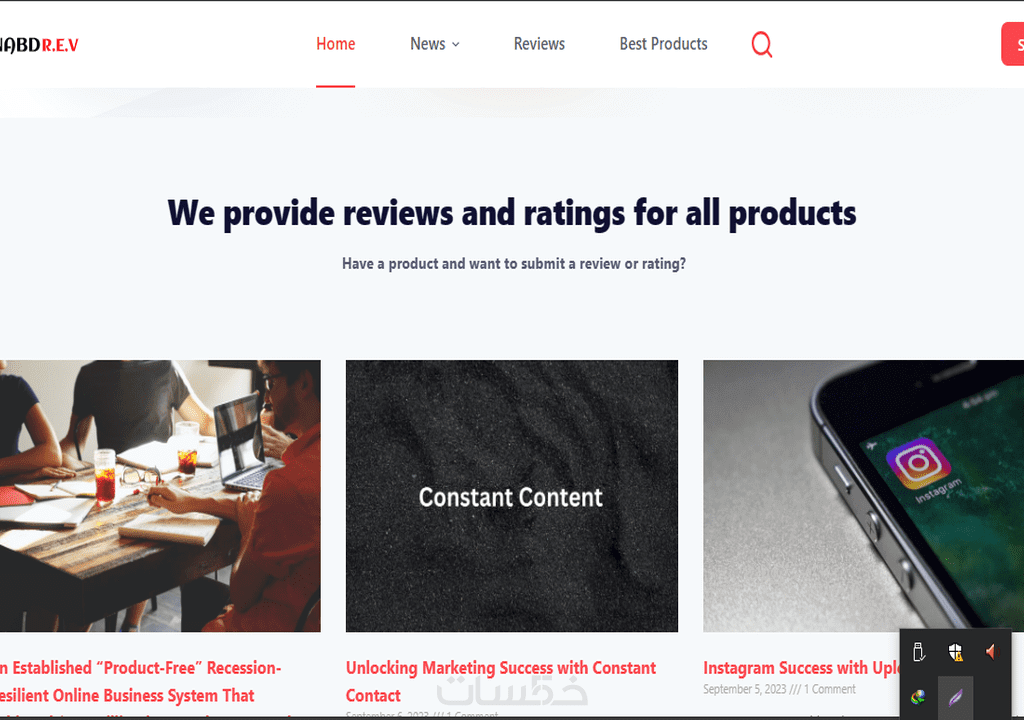 ABDR.E.V
Home
News
Reviews
Best Products
We provide reviews and ratings for all products
Have a product and want to submit a review or rating?
Constant Content
Instagram
Established “Product-Free” Recession-
esilient Online Business System That
Unlocking Marketing Success with Constant
Contact
September 6, 2023 /// 1 Comment
Instagram Success with
September 5, 2023 /// 1 Comment
خمسات